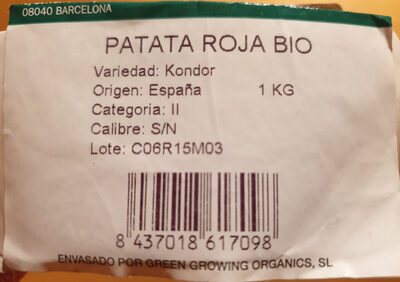 08040 BARCELONA
PATATA ROJA BIO
Variedad: Kondor
Origen: España 1 KG
Categoria: II
Calibre: S/N
Lote: C06R15M03
8 437018 617098
ENVASADO POR GREEN GROWING ORGÀNICS, SL